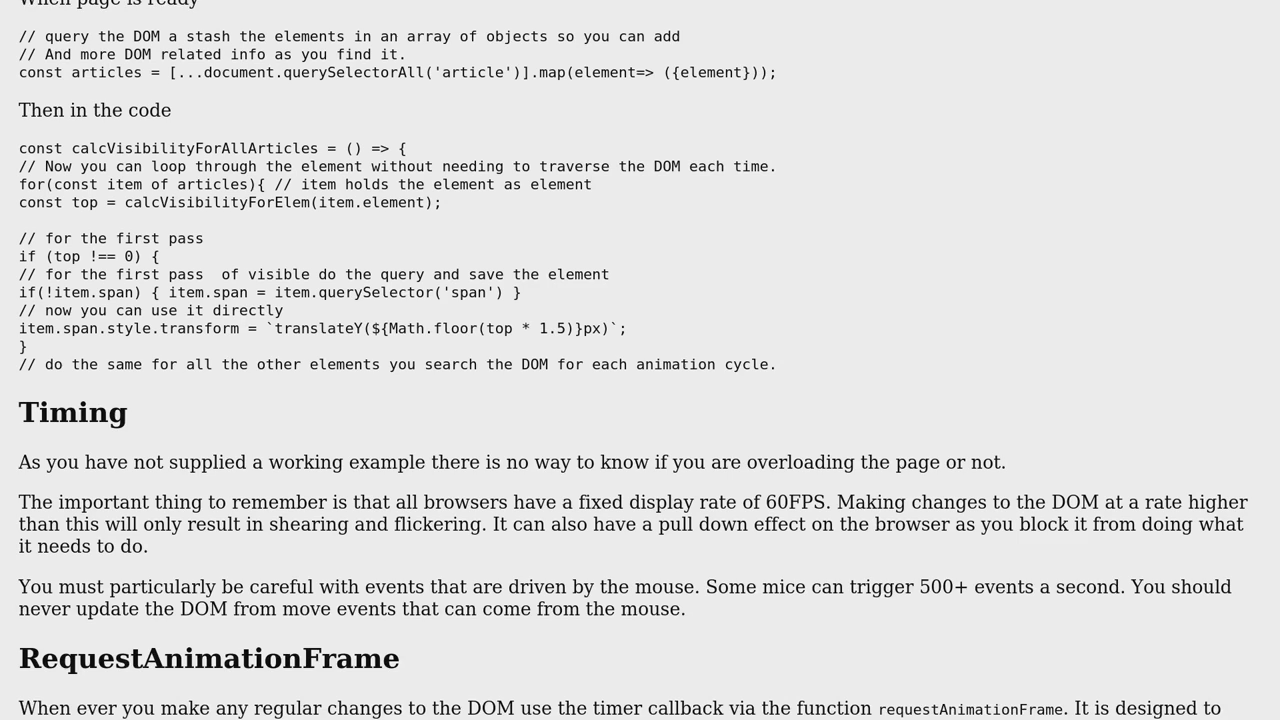 When page is ready
// query the DOM a stash the elements in an array of objects so you can add
// And more DOM related info as you find it.
const articles = [...document.querySelectorAll('article')].map(element=> ({element}));
Then in the code
const calcVisibilityForAllArticles = () => {
// Now you can loop through the element without needing to traverse the DOM each time.
for(const item of articles){ // item holds the element as element
const top = calcVisibilityForElem(item.element);
// for the first pass
if (top !== 0) {
// for the first pass  of visible do the query and save the element
if(!item.span) { item.span = item.querySelector('span') }
// now you can use it directly
item.span.style.transform = `translateY(${Math.floor(top * 1.5)}px)`;
}
// do the same for all the other elements you search the DOM for each animation cycle.
Timing
As you have not supplied a working example there is no way to know if you are overloading the page or not.
The important thing to remember is that all browsers have a fixed display rate of 60FPS. Making changes to the DOM at a rate higher
than this will only result in shearing and flickering. It can also have a pull down effect on the browser as you block it from doing what
it needs to do.
You must particularly be careful with events that are driven by the mouse. Some mice can trigger 500+ events a second. You should
never update the DOM from move events that can come from the mouse.
RequestAnimationFrame
When ever you make any regular changes to the DOM use the timer callback via the function requestAnimationFrame. It is designed to